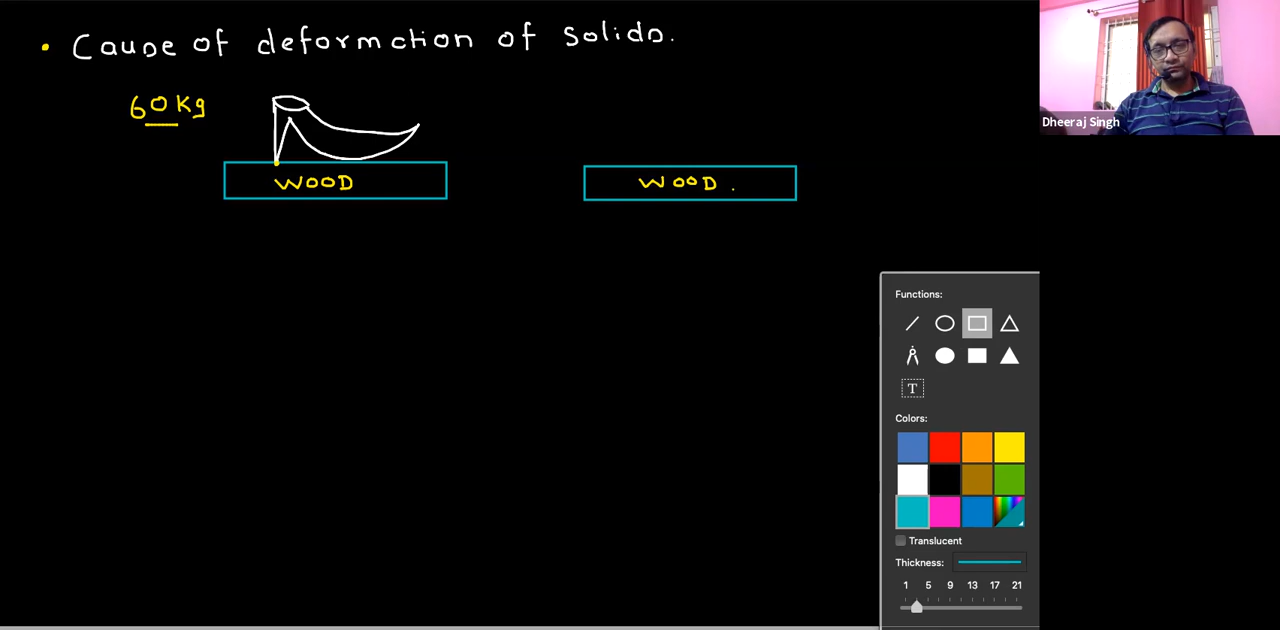 • Cause of deformation of solids.
60 kg
WOOD
WOOD.
Dheeraj Singh
Functions:
T
Colors:
Translucent
Thickness:
1 5 9 13 17 21